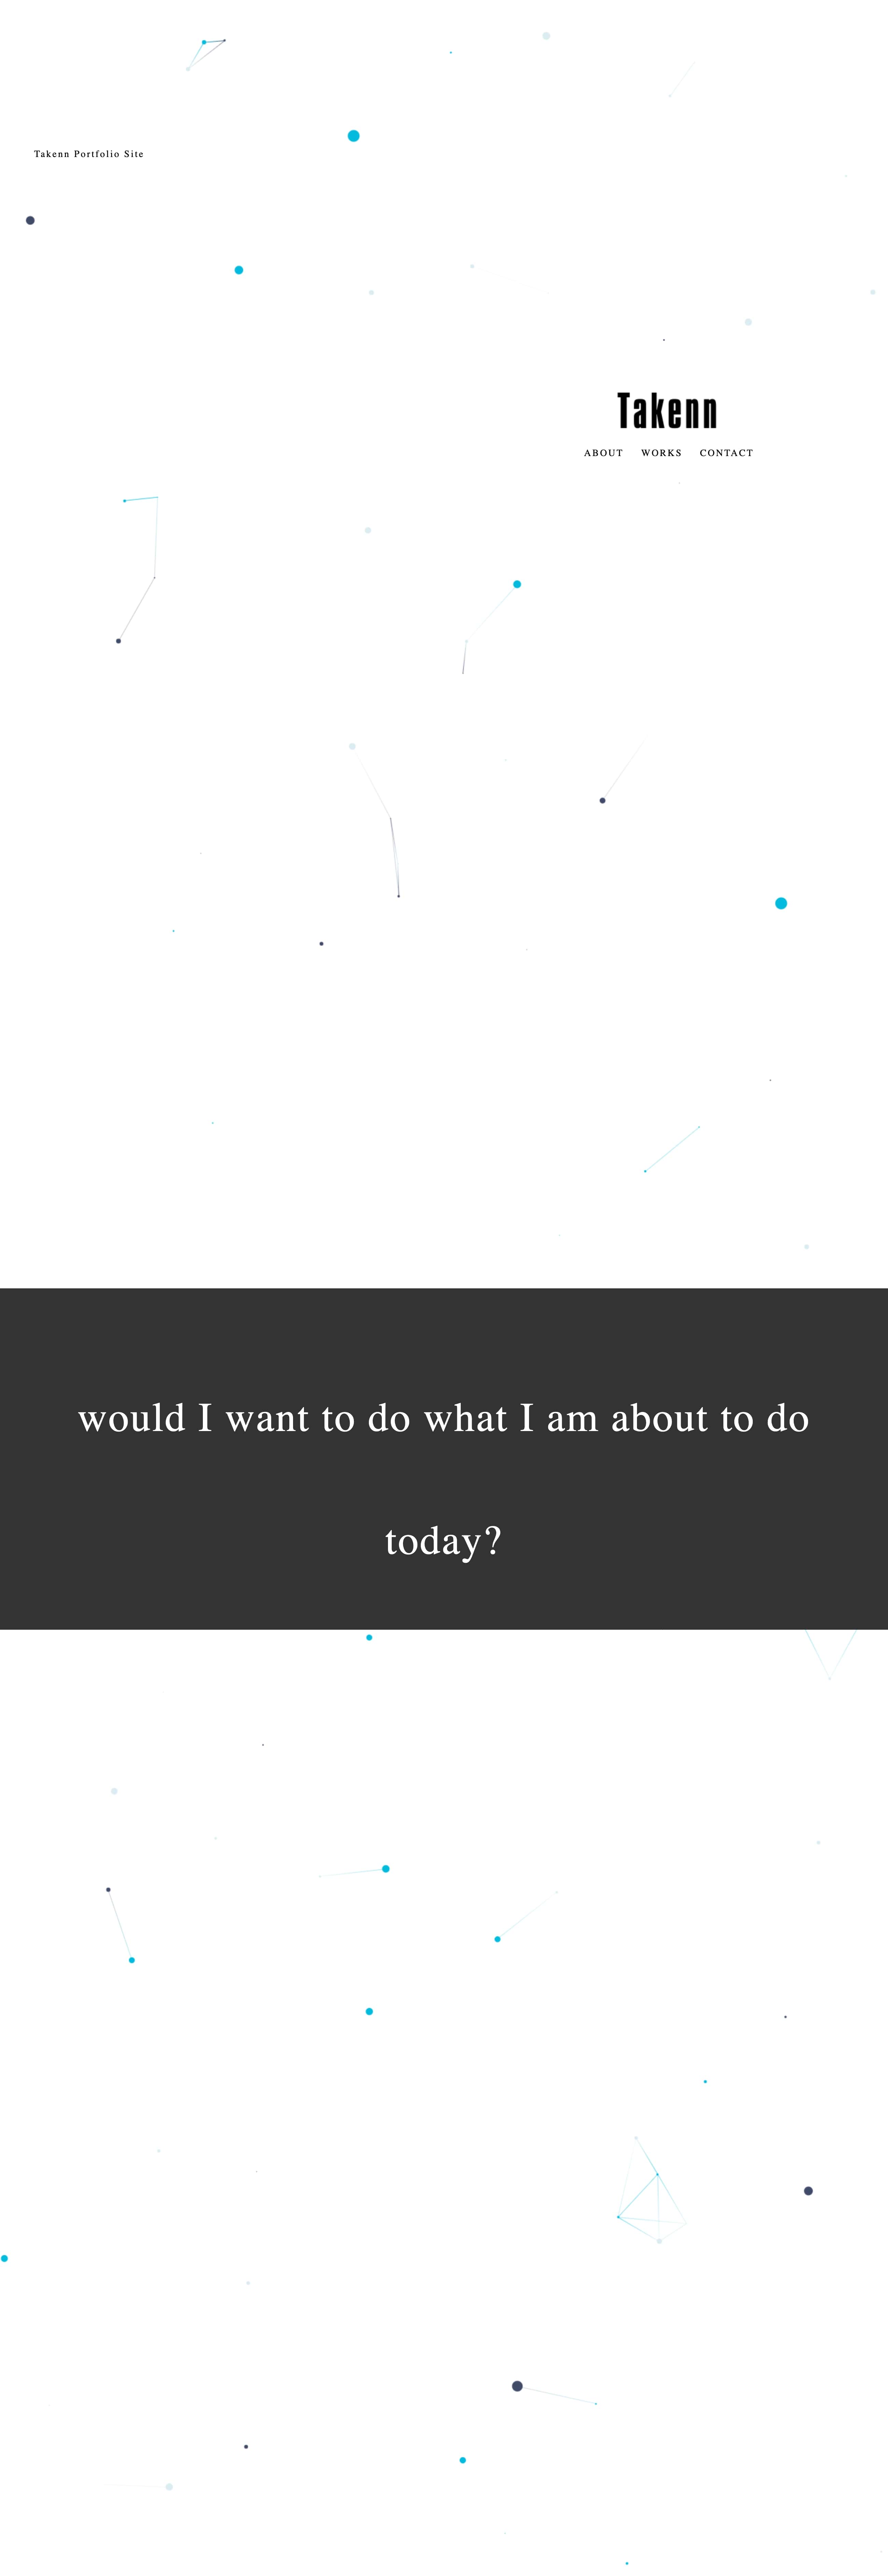 Takenn Portfolio Site
Takenn
ABOUT WORKS CONTACT
would I want to do what I am about to do
today?